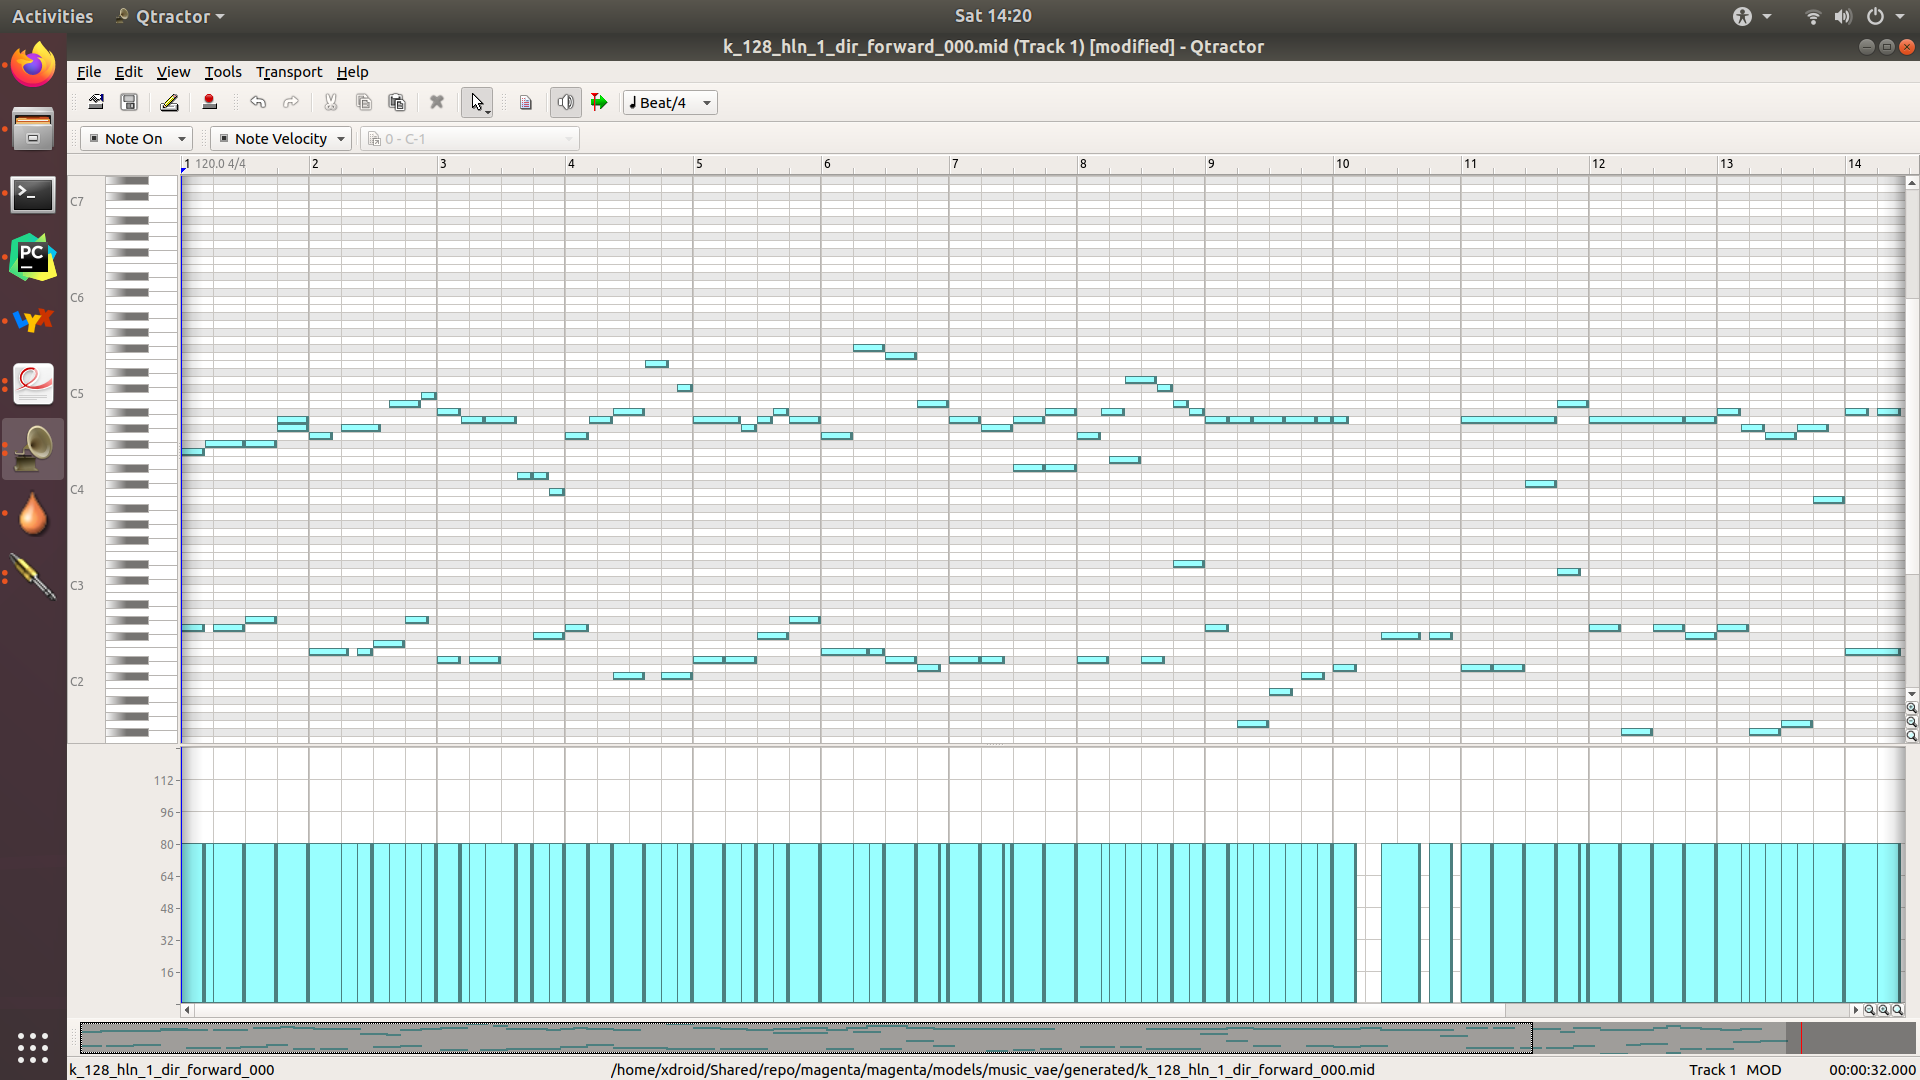 Activities Qtractor Sat 14:20
k_128_hln_1_dir_forward_000.mid (Track 1) [modified] - Qtractor
File Edit View Tools Transport Help
Beat/4
Note On Note Velocity 0 - C-1
1 120.0 4/4 2 3 4 5 6 7 8 9 10 11 12 13 14
C7
C6
C5
C4
C3
C2
112
96
80
64
48
32
16
PC
LYX
k_128_hln_1_dir_forward_000 /home/xdroid/Shared/repo/magenta/magenta/models/music_vae/generated/k_128_hln_1_dir_forward_000.mid Track 1 MOD 00:00:32.000